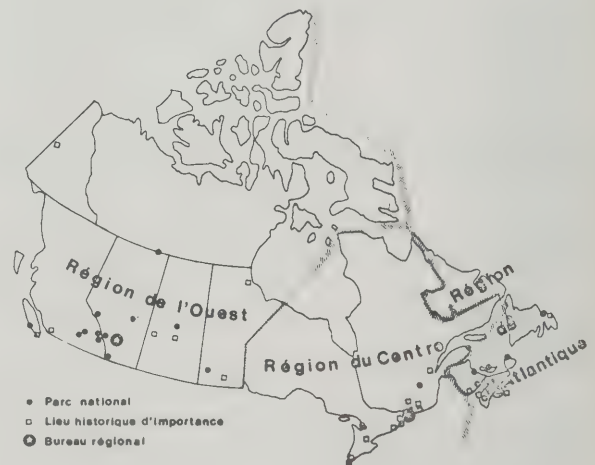 Région de l'Ouest
Région du Centre
Région de Atlantique
Parc national
Lieu historique d'importance
Bureau régional